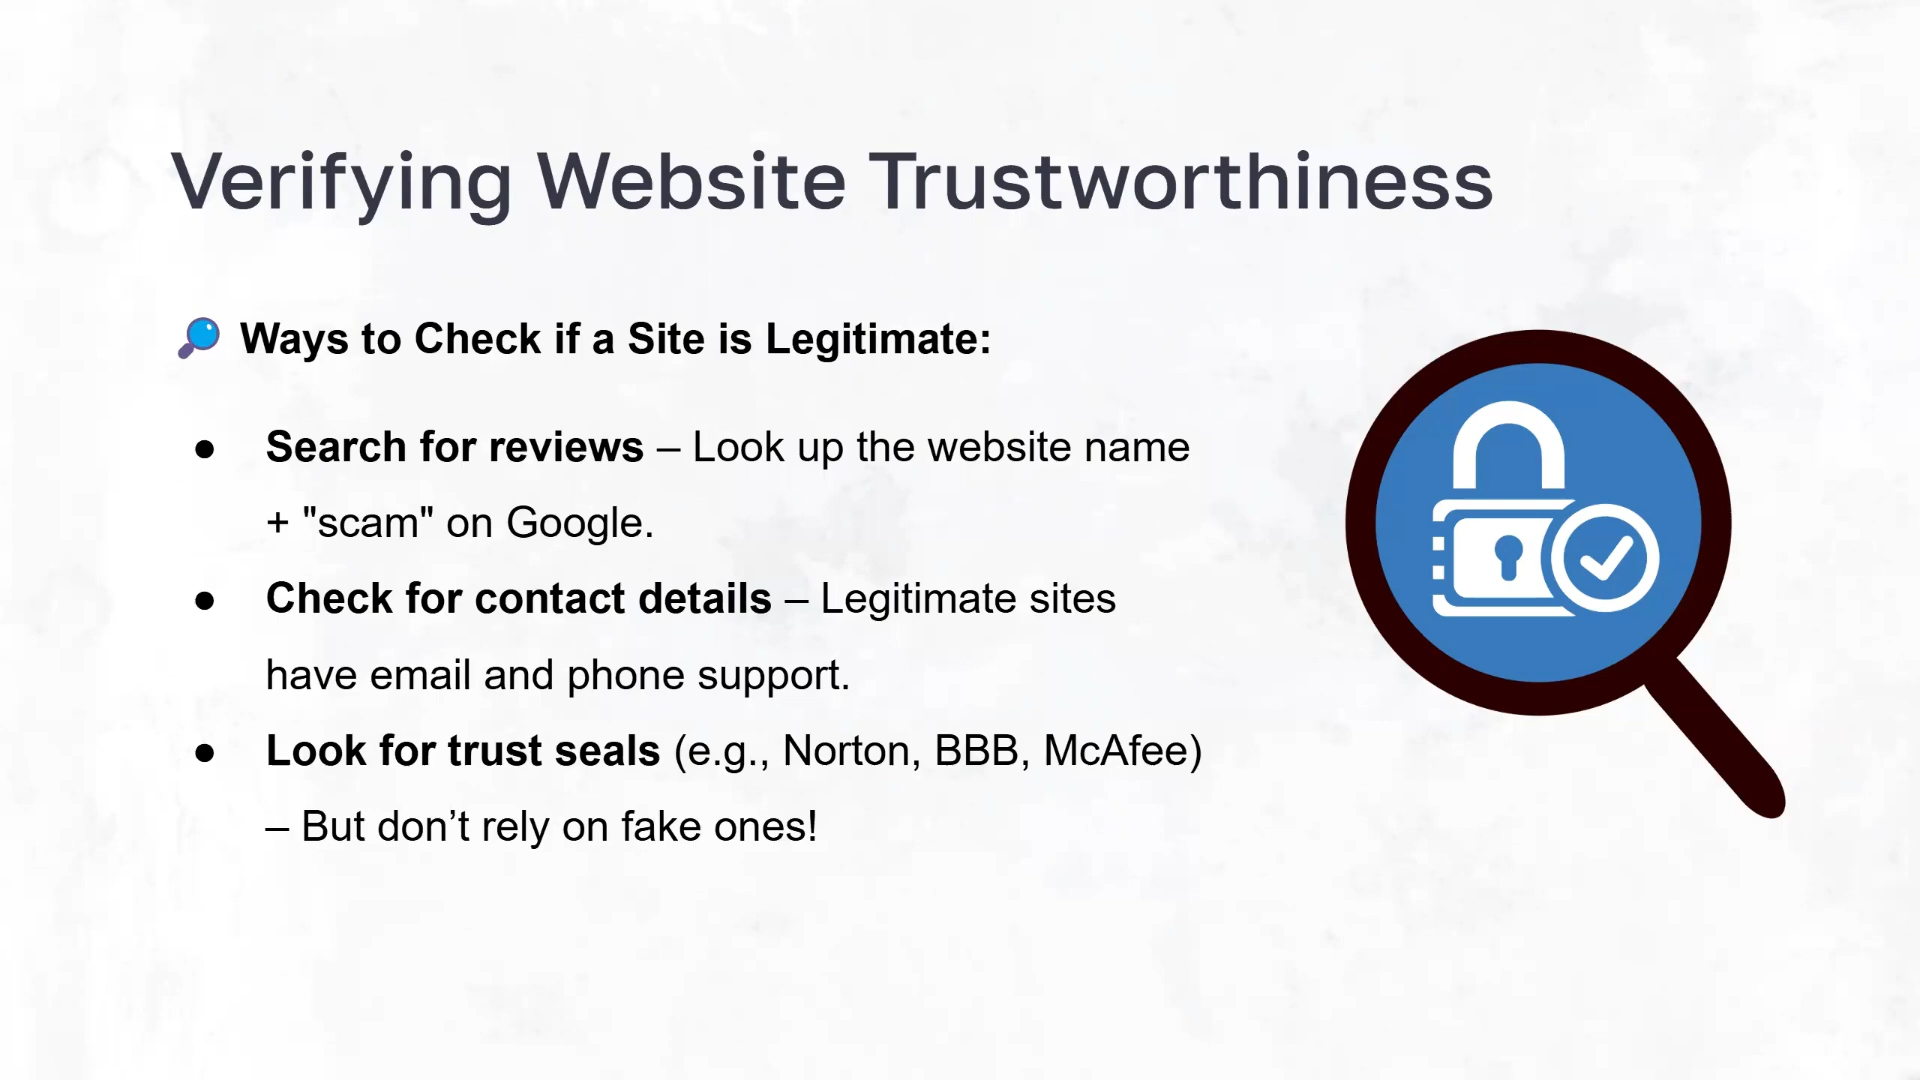 Verifying Website Trustworthiness
🔎 Ways to Check if a Site is Legitimate:
● Search for reviews – Look up the website name
+ "scam" on Google.
● Check for contact details – Legitimate sites
have email and phone support.
● Look for trust seals (e.g., Norton, BBB, McAfee)
– But don’t rely on fake ones!